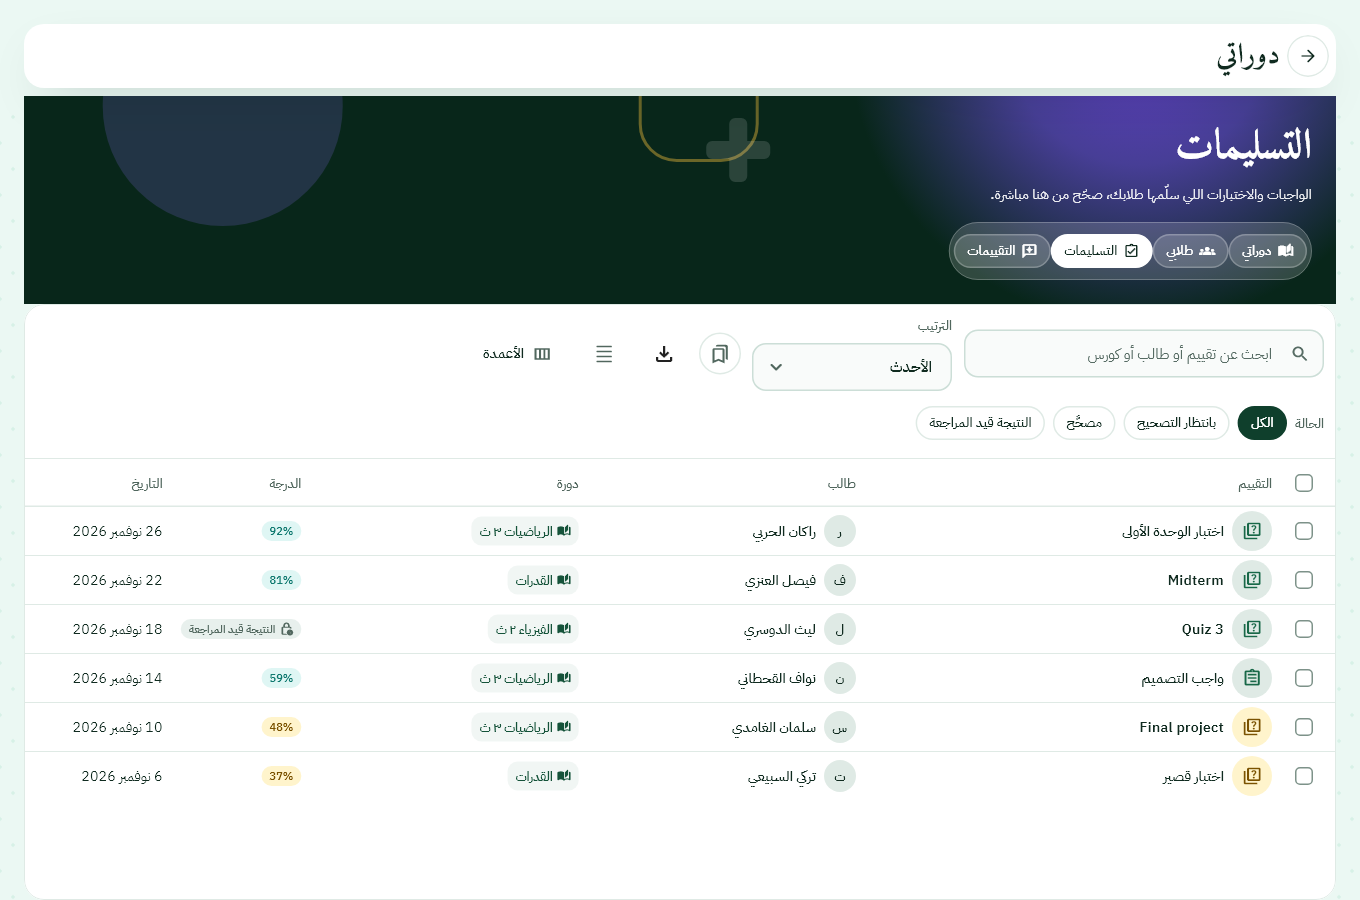 دوراتي
التسليمات
الواجبات والاختبارات اللي سلّمها طلابك، صحّح من هنا مباشرة.
دوراتي طلابي التسليمات التقييمات
الترتيب
ابحث عن تقييم أو طالب أو كورس الأحدث الأعمدة
الحالة الكل بانتظار التصحيح مصحَّح النتيجة قيد المراجعة
التقييم طالب دورة الدرجة التاريخ
اختبار الوحدة الأولى ر راكان الحربي الرياضيات ٣ ث 92% 26 نوفمبر 2026
Midterm ف فيصل العنزي القدرات 81% 22 نوفمبر 2026
Quiz 3 ل ليث الدوسري الفيزياء ٢ ث النتيجة قيد المراجعة 18 نوفمبر 2026
واجب التصميم ن نواف القحطاني الرياضيات ٣ ث 59% 14 نوفمبر 2026
Final project س سلمان الغامدي الرياضيات ٣ ث 48% 10 نوفمبر 2026
اختبار قصير ت تركي السبيعي القدرات 37% 6 نوفمبر 2026